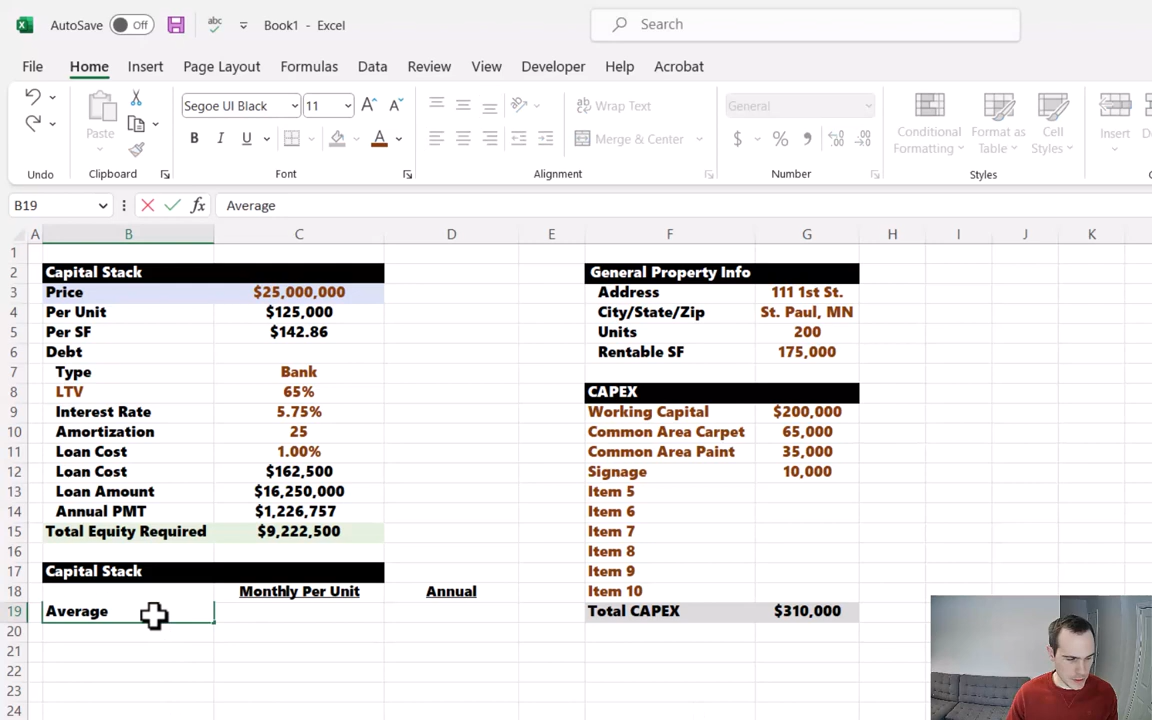 AutoSave Off abc Book1 - Excel Search
File Home Insert Page Layout Formulas Data Review View Developer Help Acrobat
Segoe UI Black 11 A A Wrap Text General
Paste B I U A Merge & Center $ % Conditional Formatting Format as Table Cell Styles Insert
Undo Clipboard Font Alignment Number Styles
B19 fx Average
A B C D E F G H I J K
1
2 Capital Stack General Property Info
3 Price $25,000,000 Address 111 1st St.
4 Per Unit $125,000 City/State/Zip St. Paul, MN
5 Per SF $142.86 Units 200
6 Debt Rentable SF 175,000
7 Type Bank
8 LTV 65% CAPEX
9 Interest Rate 5.75% Working Capital $200,000
10 Amortization 25 Common Area Carpet 65,000
11 Loan Cost 1.00% Common Area Paint 35,000
12 Loan Cost $162,500 Signage 10,000
13 Loan Amount $16,250,000 Item 5
14 Annual PMT $1,226,757 Item 6
15 Total Equity Required $9,222,500 Item 7
16 Item 8
17 Capital Stack Item 9
18 Monthly Per Unit Annual Item 10
19 Average Total CAPEX $310,000
20
21
22
23
24